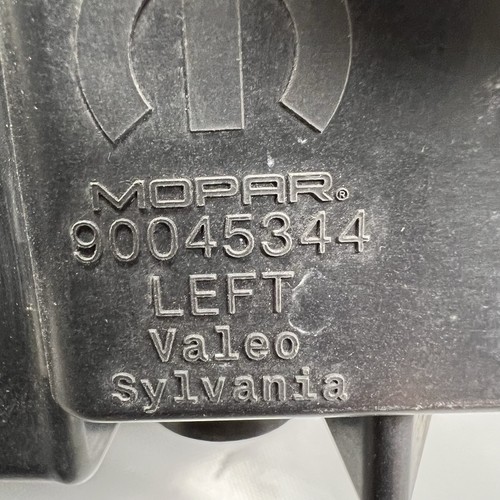 MOPAR®
90045344
LEFT
Valeo
Sylvania